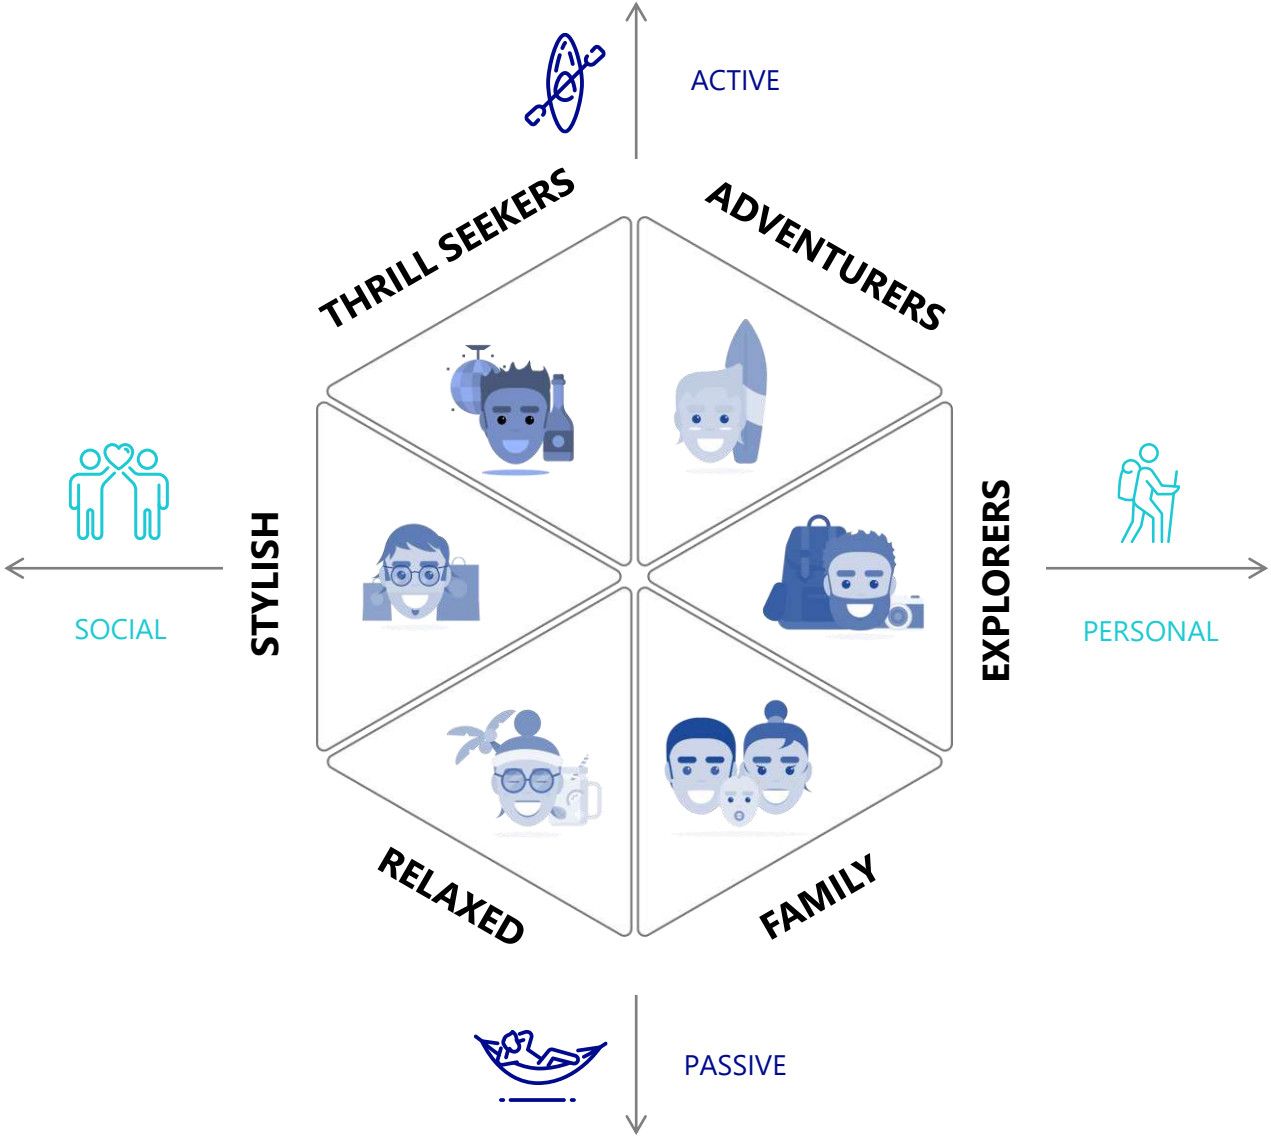 ACTIVE
THRILL SEEKERS
ADVENTURERS
STYLISH
EXPLORERS
SOCIAL
PERSONAL
RELAXED
FAMILY
PASSIVE